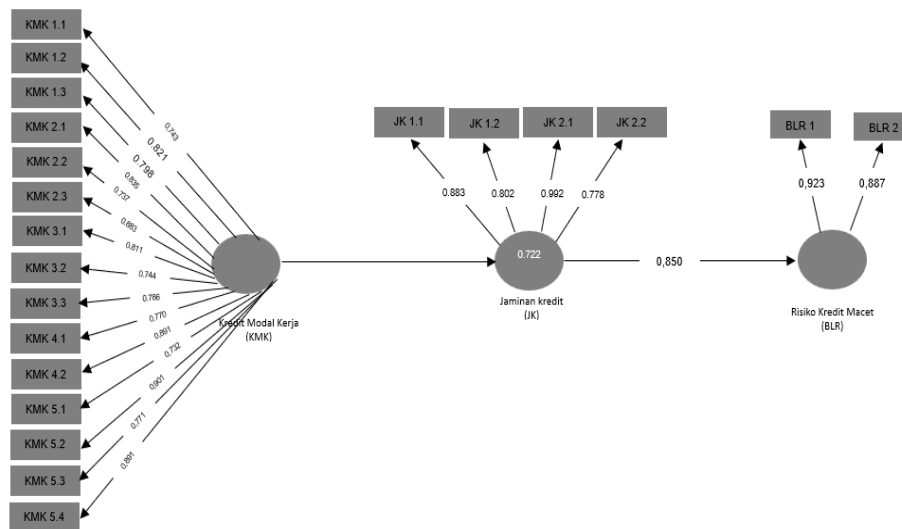 KMK 1.1
KMK 1.2
KMK 1.3
KMK 2.1
KMK 2.2
KMK 2.3
KMK 3.1
KMK 3.2
KMK 3.3
KMK 4.1
KMK 4.2
KMK 5.1
KMK 5.2
KMK 5.3
KMK 5.4
0.743
0.821
0.798
0.835
0.737
0.883
0.811
0.744
0.786
0.770
0.891
0.732
0.901
0.771
0.891
Kredit Modal Kerja
(KMK)
JK 1.1
JK 1.2
JK 2.1
JK 2.2
0.883
0.802
0.992
0.778
0.722
Jaminan kredit
(JK)
0,850
BLR 1
BLR 2
0,923
0,887
Risiko Kredit Macet
(BLR)